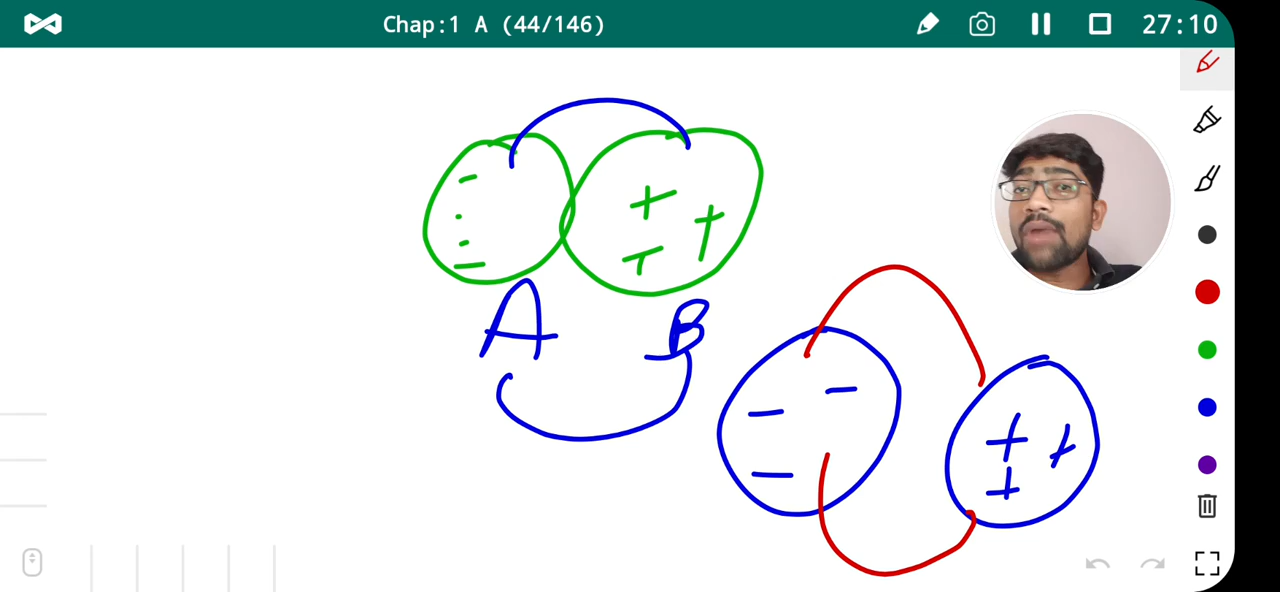 Chap:1 A (44/146) 27:10
- + +
- +
A B
- -
-
+ +
+